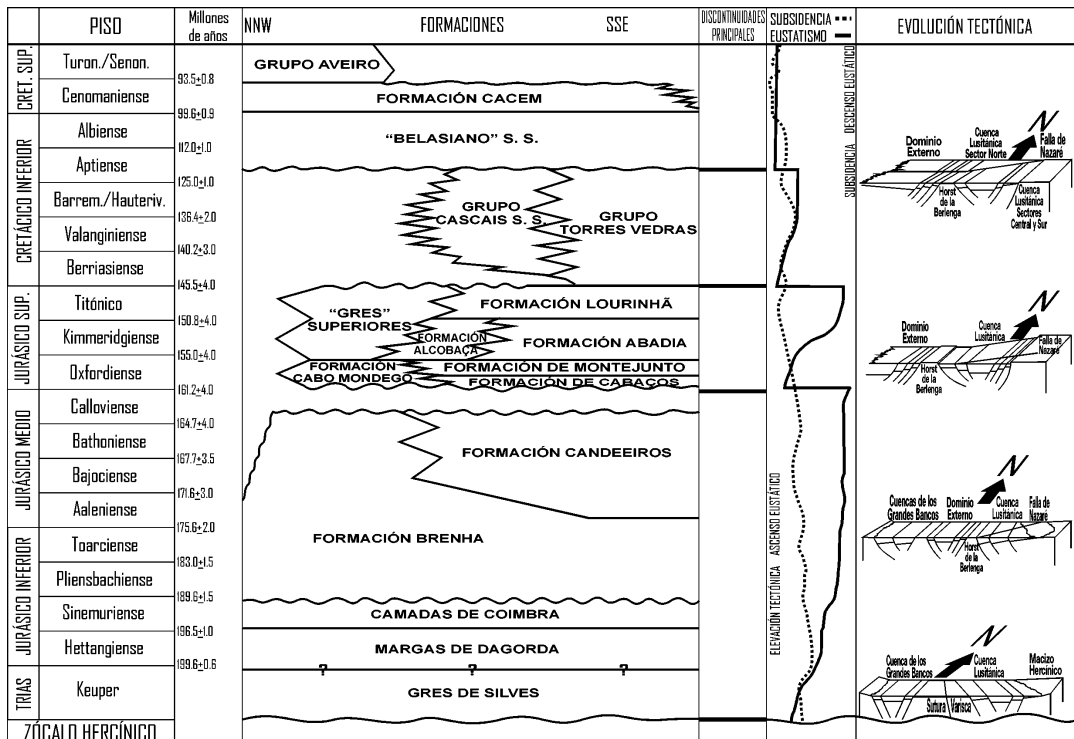 PISO
Millones
de años
NNW
FORMACIONES
SSE
DISCONTINUIDADES
PRINCIPALES
SUBSIDENCIA
EUSTATISMO
EVOLUCIÓN TECTÓNICA
CRET. SUP.
Turon./Senon.
93.5±0.8
Cenomaniense
99.6±0.9
GRUPO AVEIRO
FORMACIÓN CACEM
CRETÁCICO INFERIOR
Albiense
112.0±1.0
Aptiense
125.0±1.0
Barrem./Hauteriv.
136.4±2.0
Valanginiense
140.2±3.0
Berriasiense
145.5±4.0
“BELASIANO” S. S.
GRUPO
CASCAIS S. S.
GRUPO
TORRES VEDRAS
JURÁSICO SUP.
Titónico
150.8±4.0
Kimmeridgiense
155.0±4.0
Oxfordiense
161.2±4.0
“GRES”
SUPERIORES
FORMACIÓN LOURINHÃ
FORMACIÓN
ALCOBAÇA
FORMACIÓN ABADIA
FORMACIÓN
CABO MONDEGO
FORMACIÓN DE MONTEJUNTO
FORMACIÓN DE CABAÇOS
JURÁSICO MEDIO
Calloviense
164.7±4.0
Bathoniense
167.7±3.5
Bajociense
171.6±3.0
Aaleniense
175.6±2.0
FORMACIÓN CANDEEIROS
FORMACIÓN BRENHA
JURÁSICO INFERIOR
Toarciense
183.0±1.5
Pliensbachiense
189.6±1.5
Sinemuriense
196.5±1.0
Hettangiense
199.6±0.6
CAMADAS DE COIMBRA
MARGAS DE DAGORDA
TRIAS
Keuper
? ? ?
GRES DE SILVES
ZÓCALO HERCÍNICO
SUBSIDENCIA DESCENSO EUSTÁTICO
ELEVACIÓN TECTÓNICA ASCENSO EUSTÁTICO
N
Dominio
Externo
Cuenca
Lusitánica
Sector Norte
Falla de
Nazaré
Horst
de la
Berlenga
Cuenca
Lusitánica
Sectores
Central y Sur
N
Dominio
Externo
Cuenca
Lusitánica
Falla de
Nazaré
Horst
de la
Berlenga
N
Cuencas de los
Grandes Bancos
Dominio
Externo
Cuenca
Lusitánica
Falla de
Nazaré
Horst
de la
Berlenga
N
Cuenca de los
Grandes Bancos
Cuenca
Lusitánica
Macizo
Hercínico
Sutura Varisca